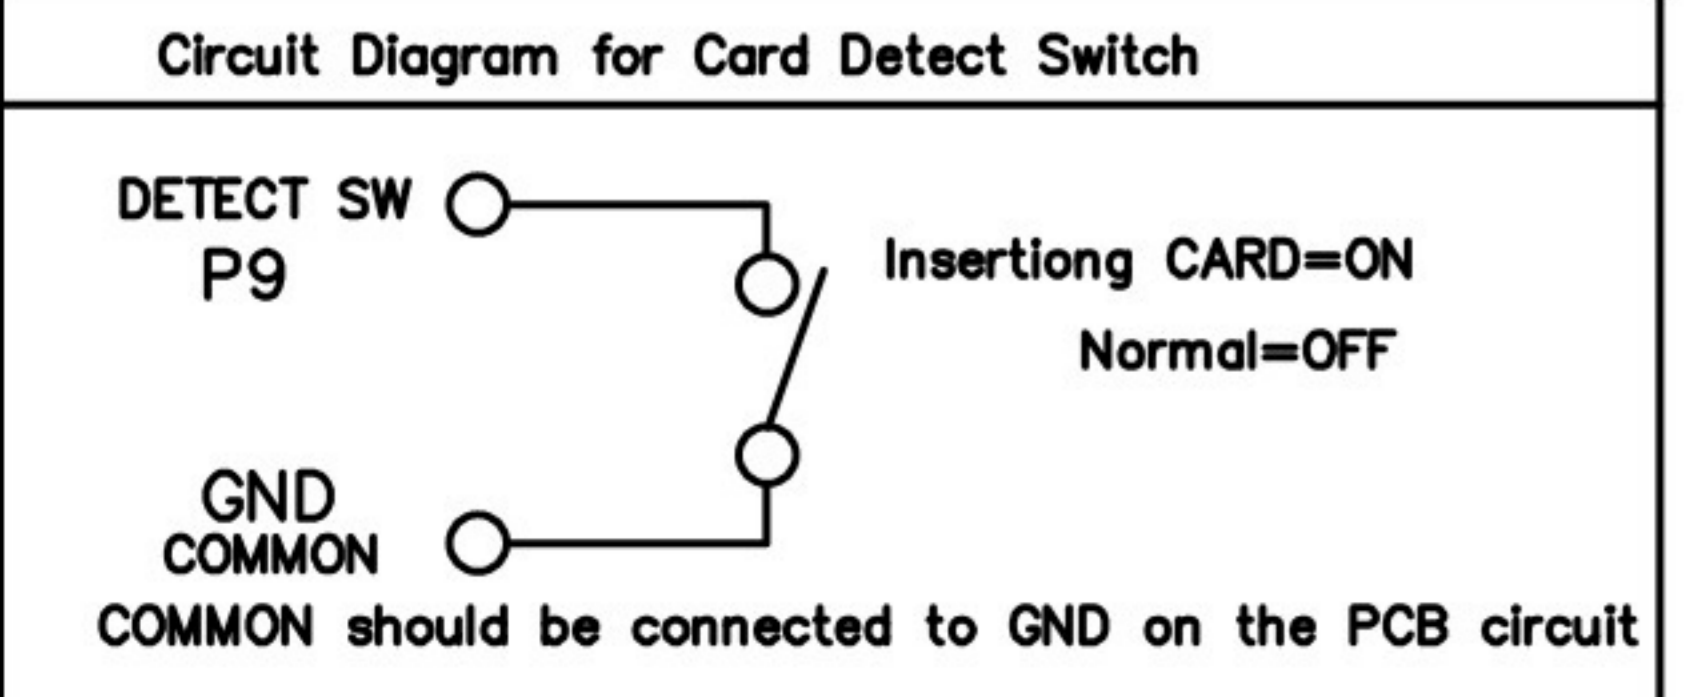 Circuit Diagram for Card Detect Switch
DETECT SW
P9
Insertiong CARD=ON
Normal=OFF
GND
COMMON
COMMON should be connected to GND on the PCB circuit